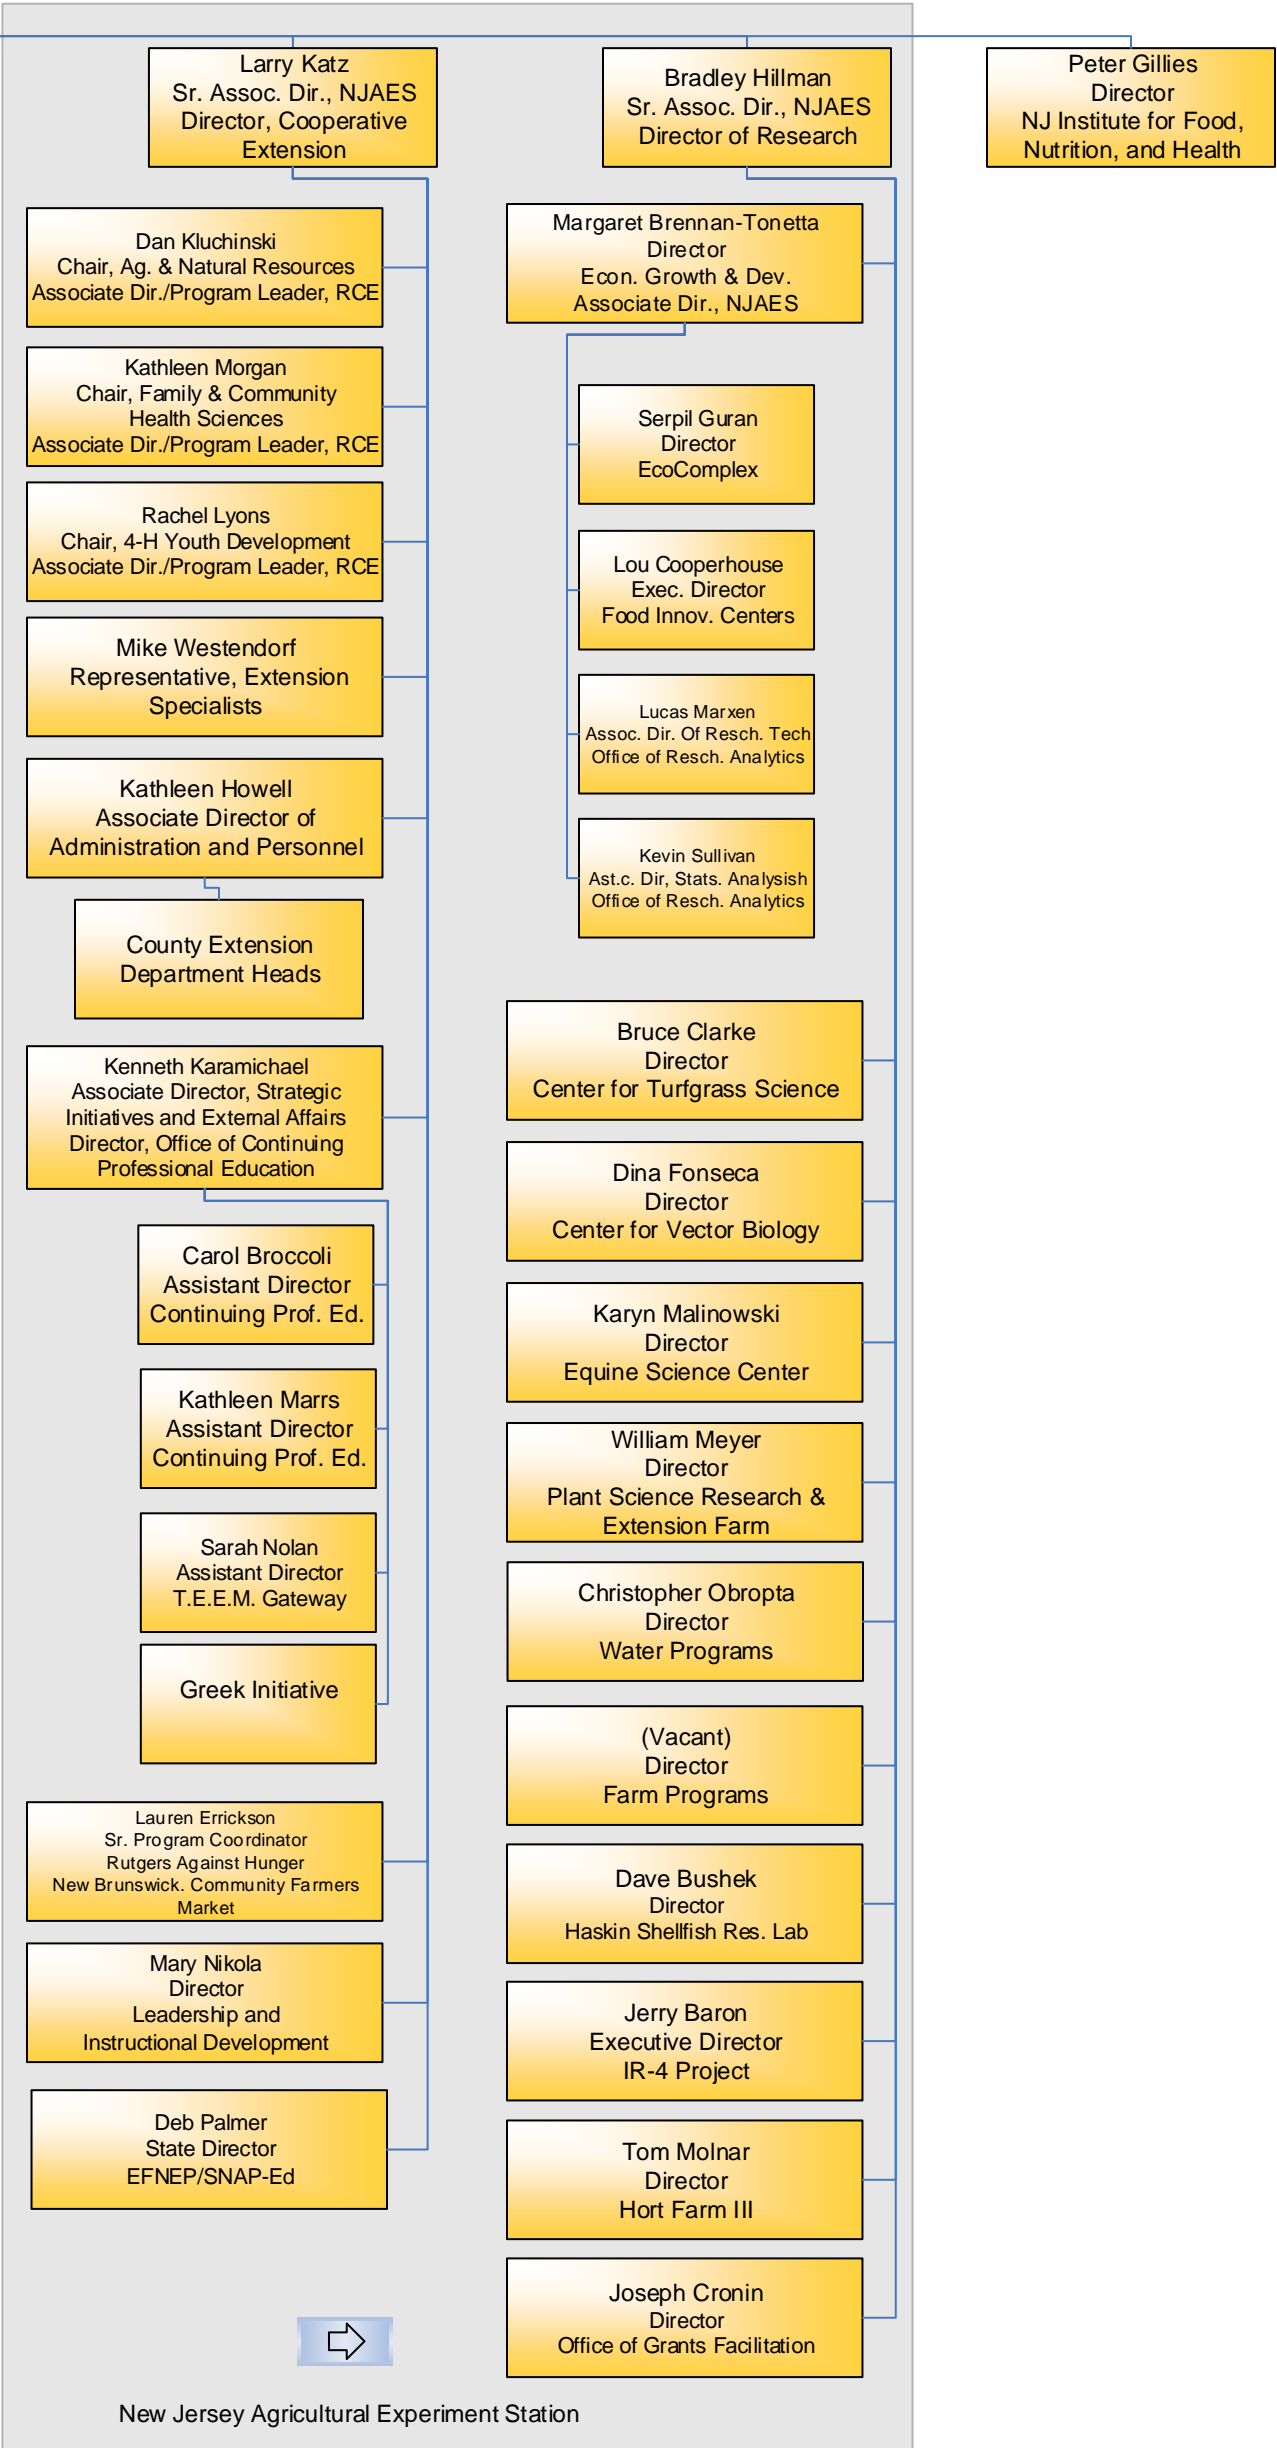 Larry Katz
Sr. Assoc. Dir., NJAES
Director, Cooperative
Extension
Bradley Hillman
Sr. Assoc. Dir., NJAES
Director of Research
Peter Gillies
Director
NJ Institute for Food,
Nutrition, and Health
Dan Kluchinski
Chair, Ag. & Natural Resources
Associate Dir./Program Leader, RCE
Kathleen Morgan
Chair, Family & Community
Health Sciences
Associate Dir./Program Leader, RCE
Rachel Lyons
Chair, 4-H Youth Development
Associate Dir./Program Leader, RCE
Mike Westendorf
Representative, Extension
Specialists
Kathleen Howell
Associate Director of
Administration and Personnel
County Extension
Department Heads
Kenneth Karamichael
Associate Director, Strategic
Initiatives and External Affairs
Director, Office of Continuing
Professional Education
Carol Broccoli
Assistant Director
Continuing Prof. Ed.
Kathleen Marrs
Assistant Director
Continuing Prof. Ed.
Sarah Nolan
Assistant Director
T.E.E.M. Gateway
Greek Initiative
Lauren Errickson
Sr. Program Coordinator
Rutgers Against Hunger
New Brunswick. Community Farmers
Market
Mary Nikola
Director
Leadership and
Instructional Development
Deb Palmer
State Director
EFNEP/SNAP-Ed
Margaret Brennan-Tonetta
Director
Econ. Growth & Dev.
Associate Dir., NJAES
Serpil Guran
Director
EcoComplex
Lou Cooperhouse
Exec. Director
Food Innov. Centers
Lucas Marxen
Assoc. Dir. Of Resch. Tech
Office of Resch. Analytics
Kevin Sullivan
Ast.c. Dir, Stats. Analysish
Office of Resch. Analytics
Bruce Clarke
Director
Center for Turfgrass Science
Dina Fonseca
Director
Center for Vector Biology
Karyn Malinowski
Director
Equine Science Center
William Meyer
Director
Plant Science Research &
Extension Farm
Christopher Obropta
Director
Water Programs
(Vacant)
Director
Farm Programs
Dave Bushek
Director
Haskin Shellfish Res. Lab
Jerry Baron
Executive Director
IR-4 Project
Tom Molnar
Director
Hort Farm III
Joseph Cronin
Director
Office of Grants Facilitation
New Jersey Agricultural Experiment Station